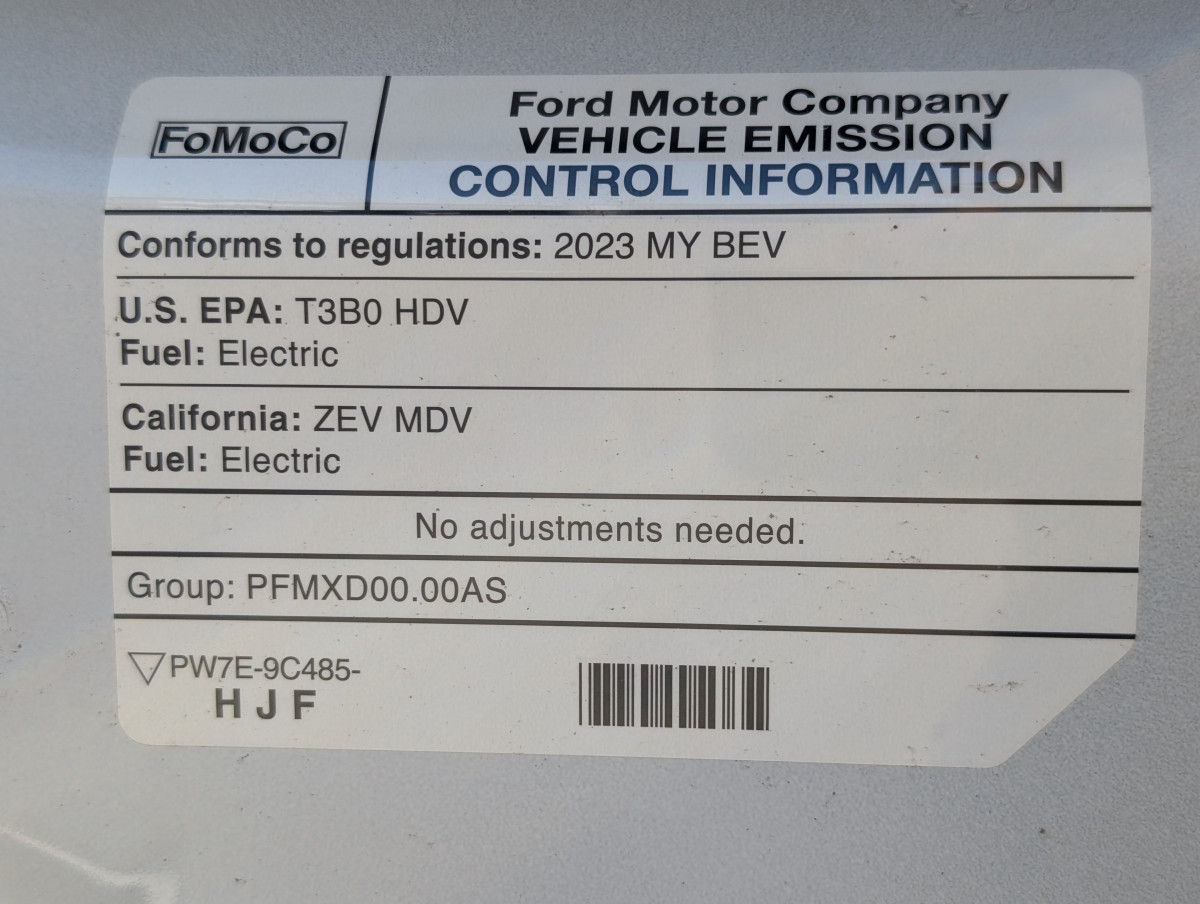 FoMoCo
Ford Motor Company
VEHICLE EMISSION
CONTROL INFORMATION
Conforms to regulations: 2023 MY BEV
U.S. EPA: T3B0 HDV
Fuel: Electric
California: ZEV MDV
Fuel: Electric
No adjustments needed.
Group: PFMXD00.00AS
PW7E-9C485-
H J F